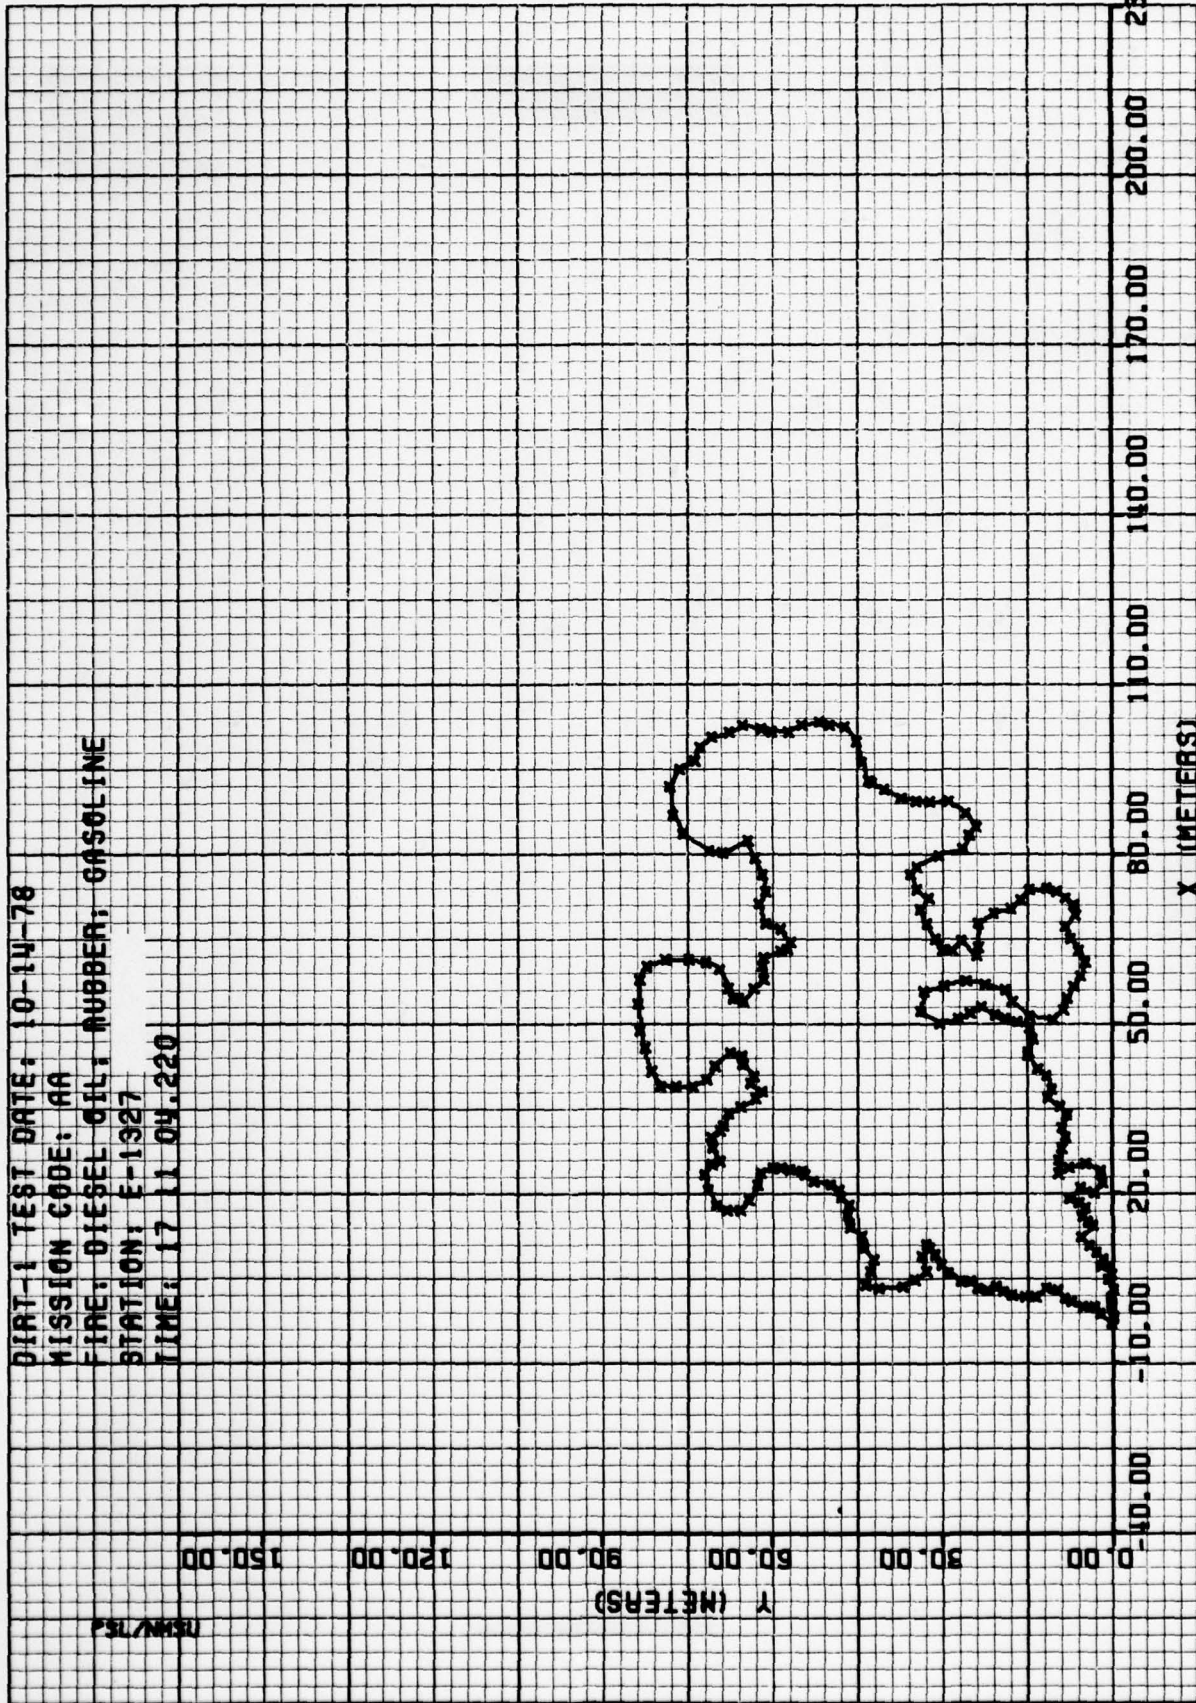 DIRT-1 TEST DATE: 10-14-78
MISSION CODE: AA
FIRE: DIESEL OIL; RUBBER; GASOLINE
STATION: E-1327
TIME: 17 11 04.220
PSL/NMSU
Y (METERS)
150.00
120.00
90.00
60.00
30.00
0.00
-40.00 -10.00 20.00 50.00 80.00 110.00 140.00 170.00 200.00
X (METERS)